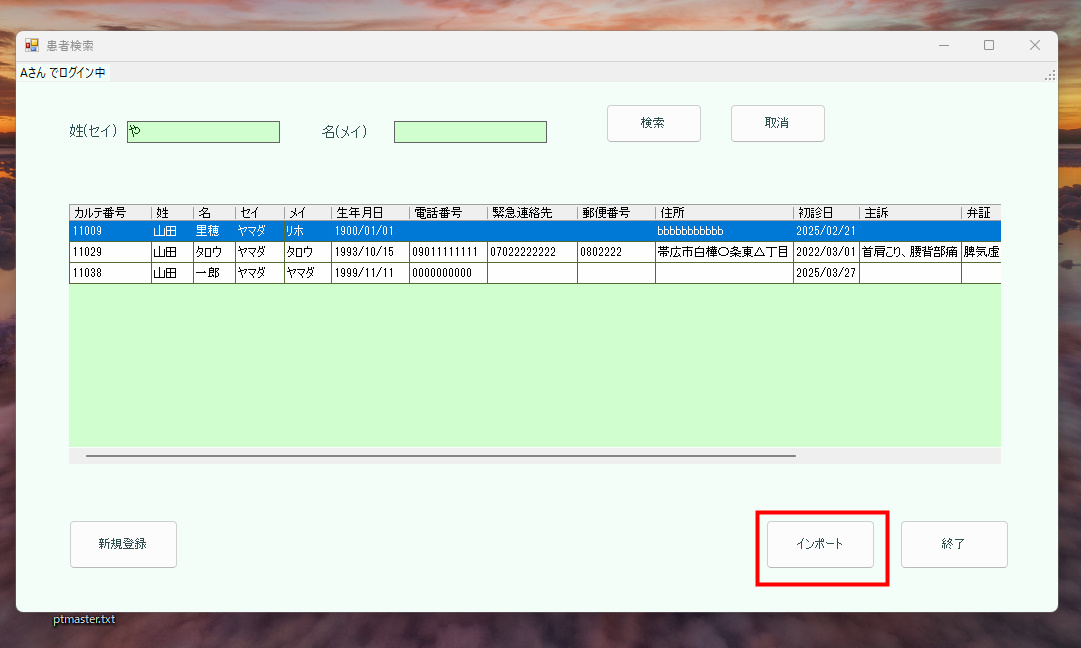 患者検索
Aさん でログイン中
姓(セイ) や 名(メイ) 検索 取消
カルテ番号 姓 名 セイ メイ 生年月日 電話番号 緊急連絡先 郵便番号 住所 初診日 主訴 弁証
11009 山田 里穂 ヤマダ リホ 1900/01/01 bbbbbbbbbbb 2025/02/21
11029 山田 タロウ ヤマダ タロウ 1993/10/15 09011111111 07022222222 0802222 帯広市白樺〇条東△丁目 2022/03/01 首肩こり、腰背部痛 脾気虚
11038 山田 一郎 ヤマダ ヤマダ 1999/11/11 0000000000 2025/03/27
新規登録 インポート 終了
ptmaster.txt